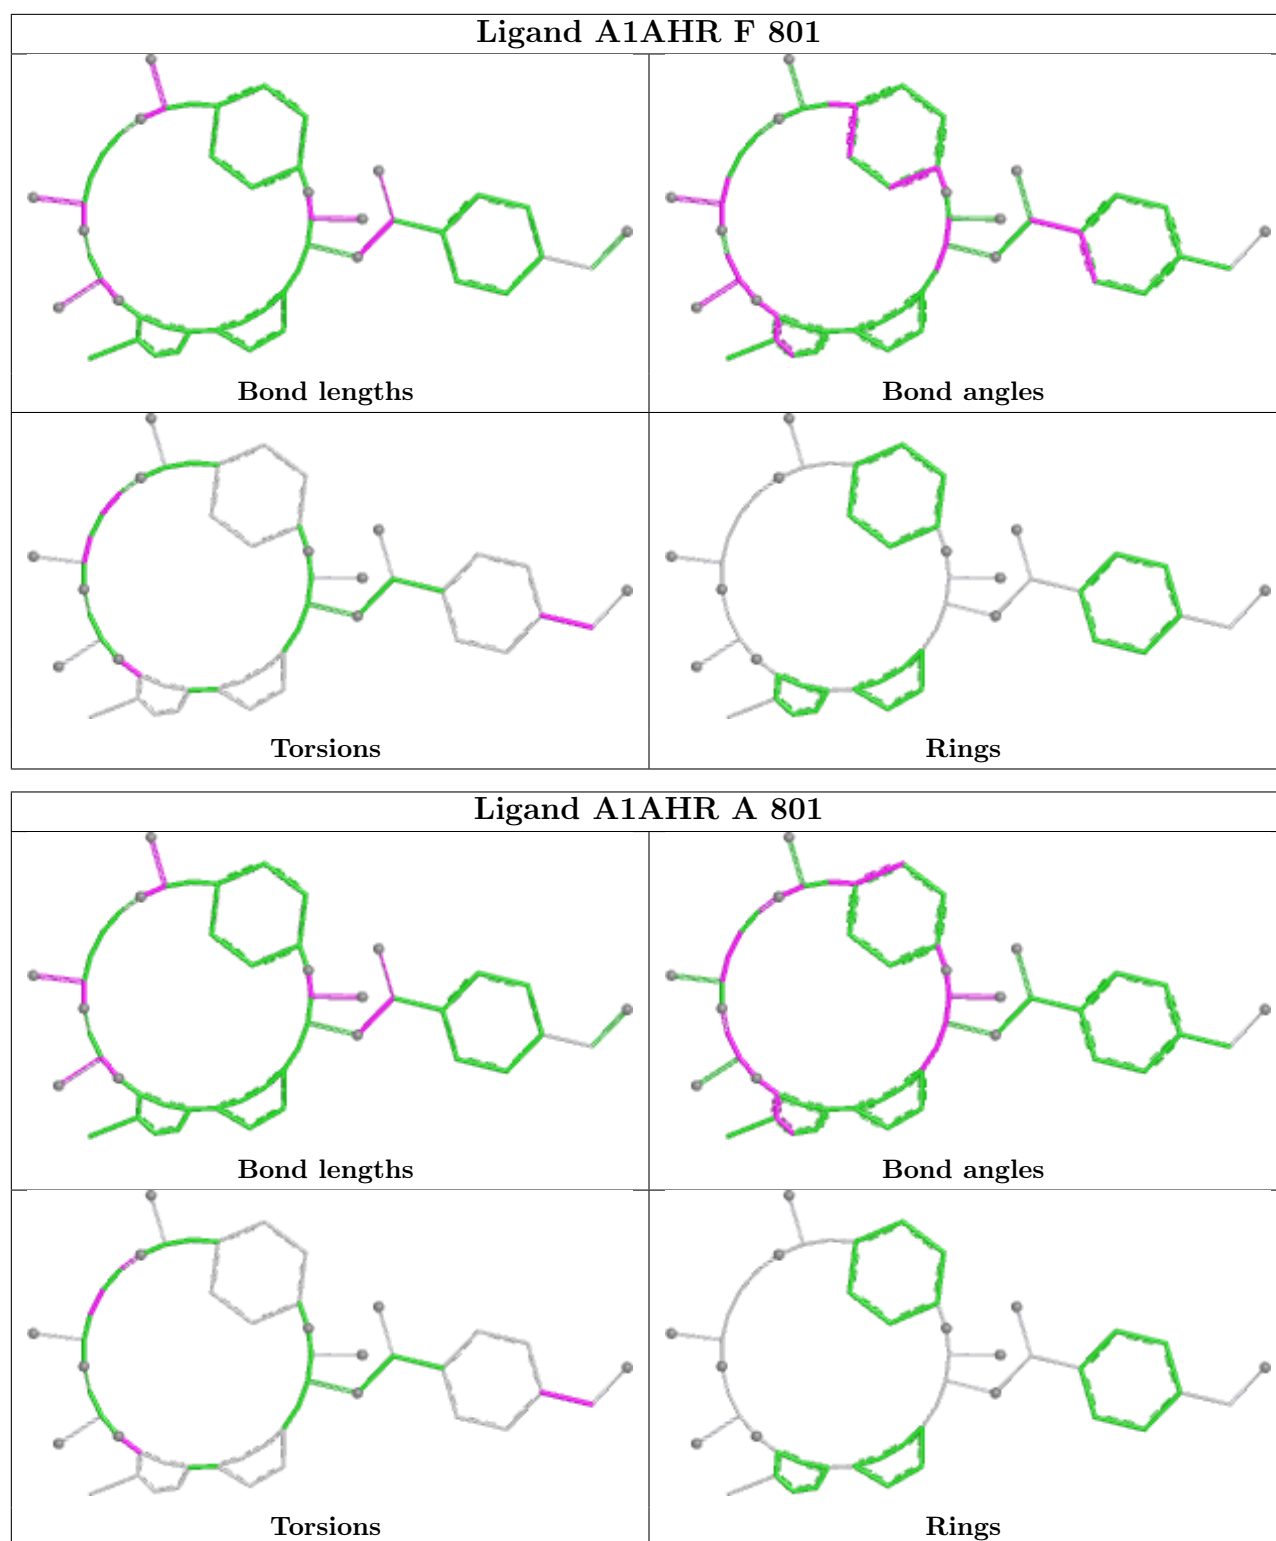 Ligand A1AHR F 801
Bond lengths
Bond angles
Torsions
Rings
Ligand A1AHR A 801
Bond lengths
Bond angles
Torsions
Rings